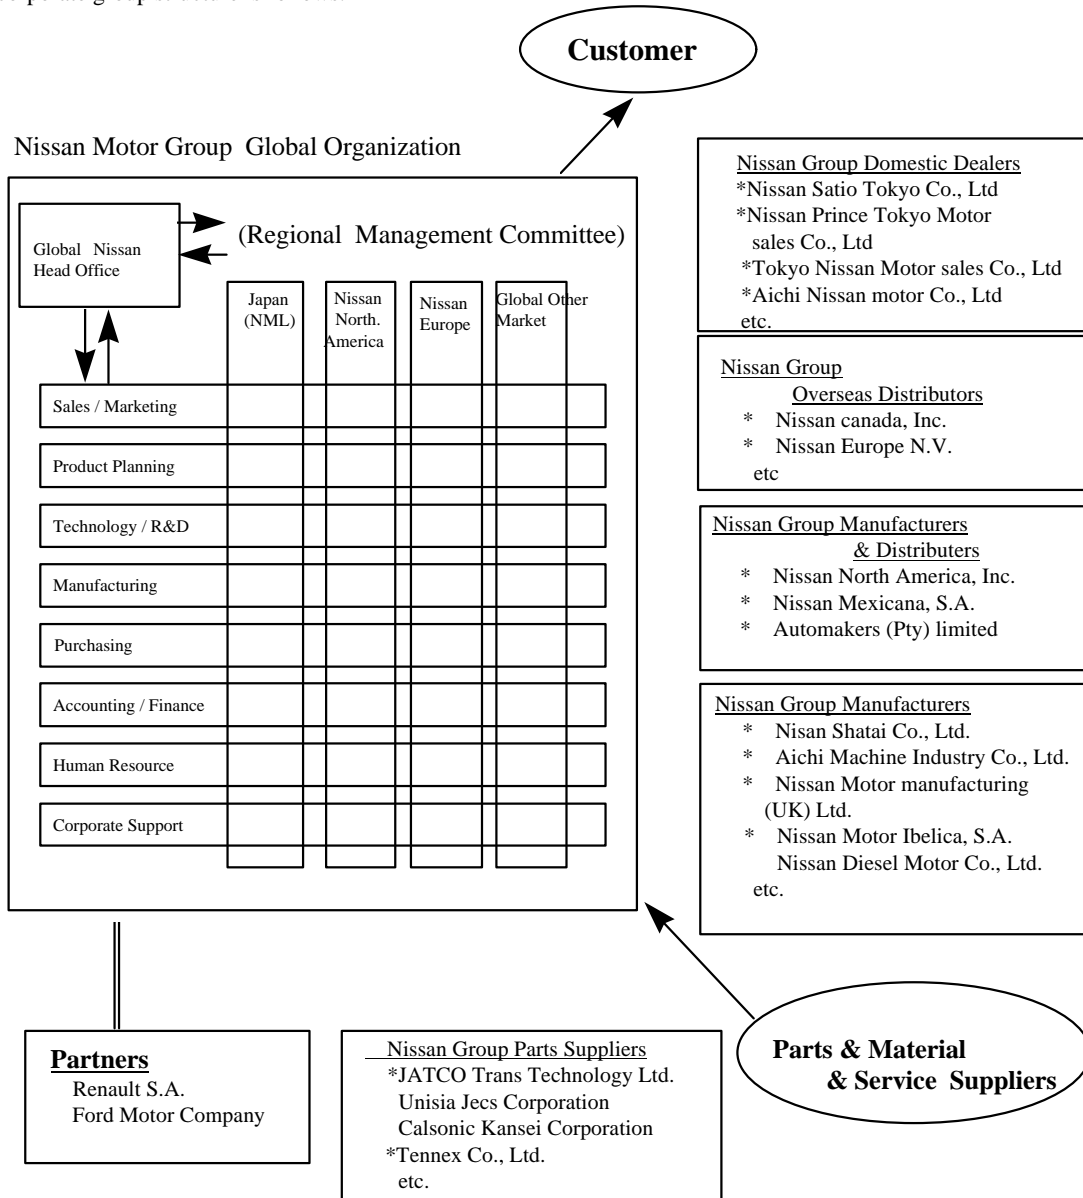 Customer
Nissan Motor Group Global Organization
Global Nissan
Head Office
(Regional Management Committee)
Japan
(NML)
Nissan
North.
America
Nissan
Europe
Global Other
Market
Sales / Marketing
Product Planning
Technology / R&D
Manufacturing
Purchasing
Accounting / Finance
Human Resource
Corporate Support
Nissan Group Domestic Dealers
*Nissan Satio Tokyo Co., Ltd
*Nissan Prince Tokyo Motor
sales Co., Ltd
*Tokyo Nissan Motor sales Co., Ltd
*Aichi Nissan motor Co., Ltd
etc.
Nissan Group
Overseas Distributors
* Nissan canada, Inc.
* Nissan Europe N.V.
etc
Nissan Group Manufacturers
& Distributers
* Nissan North America, Inc.
* Nissan Mexicana, S.A.
* Automakers (Pty) limited
Nissan Group Manufacturers
* Nisan Shatai Co., Ltd.
* Aichi Machine Industry Co., Ltd.
* Nissan Motor manufacturing
(UK) Ltd.
* Nissan Motor Ibelica, S.A.
Nissan Diesel Motor Co., Ltd.
etc.
Partners
Renault S.A.
Ford Motor Company
Nissan Group Parts Suppliers
*JATCO Trans Technology Ltd.
Unisia Jecs Corporation
Calsonic Kansei Corporation
*Tennex Co., Ltd.
etc.
Parts & Material
& Service Suppliers